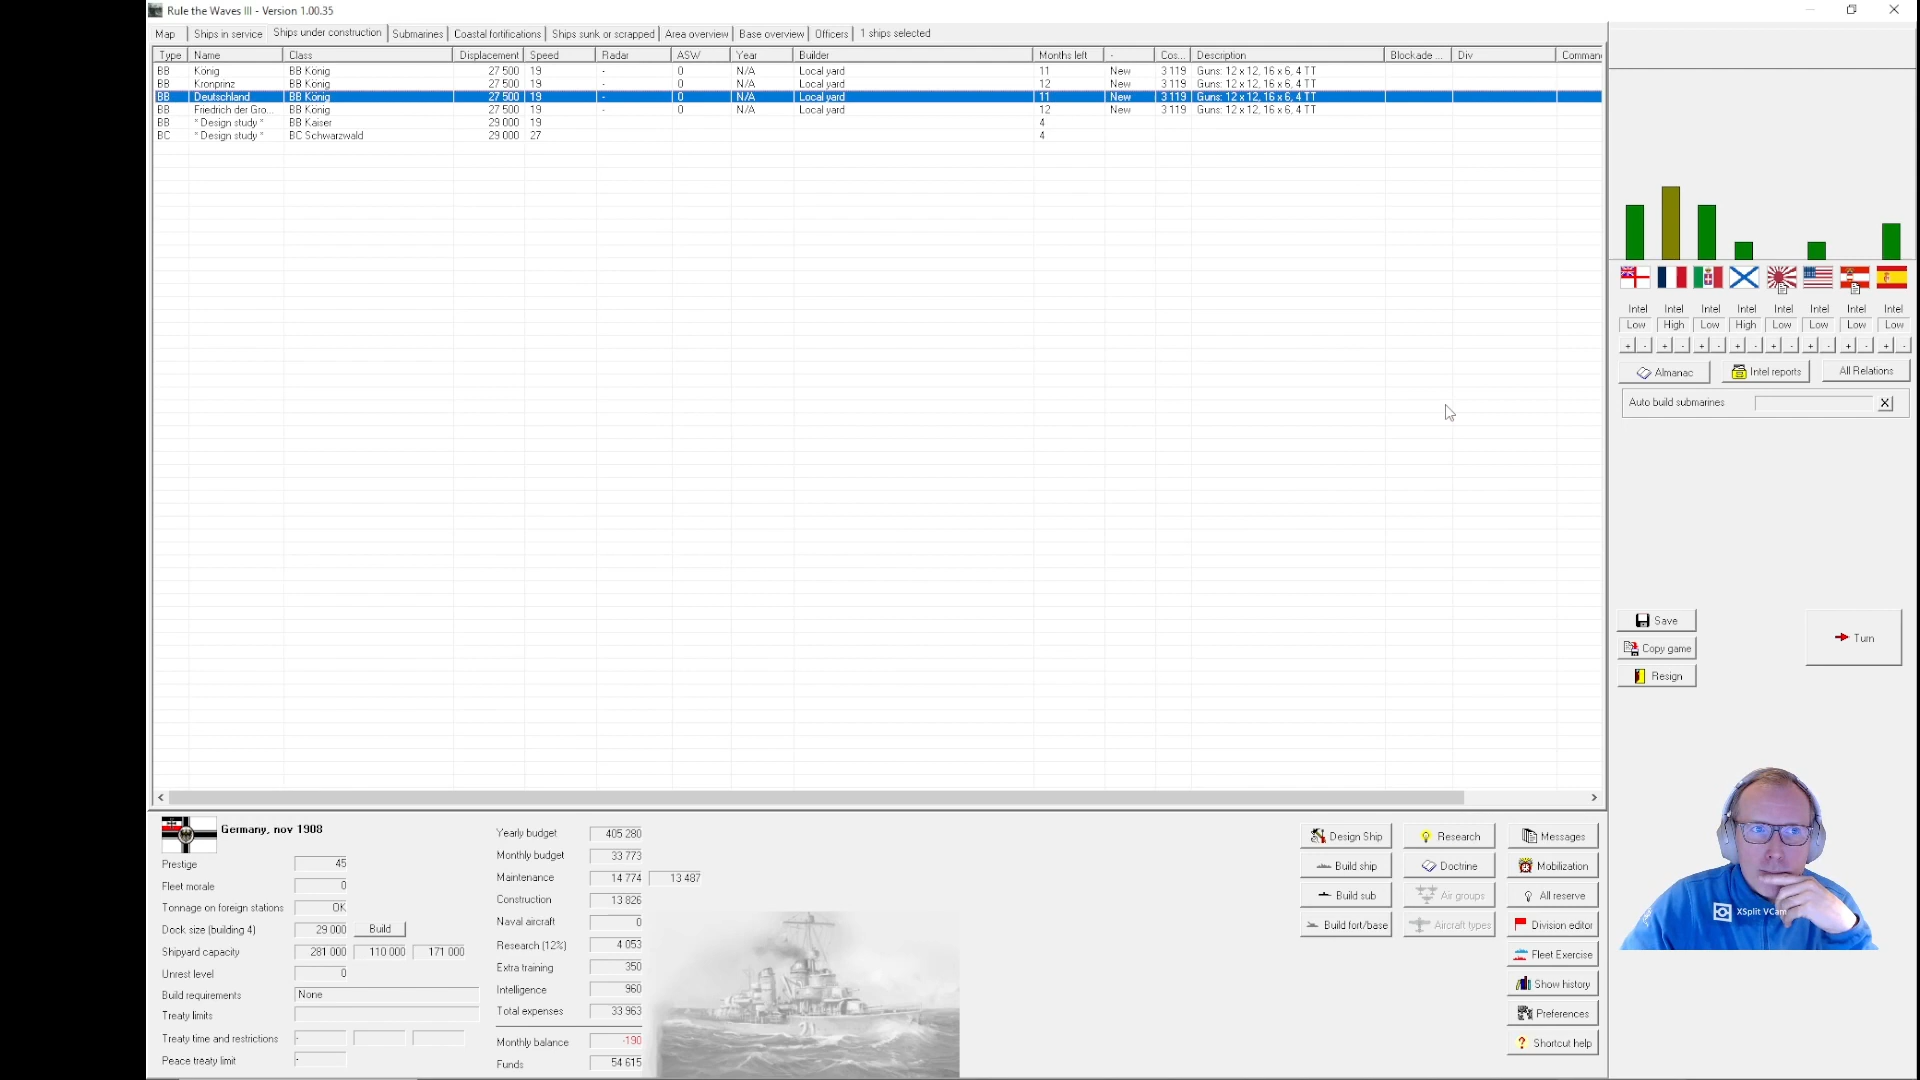 Rule the Waves III - Version 1.00.35
Map Ships in service Ships under construction Submarines Coastal fortifications Ships sunk or scrapped Area overview Base overview Officers 1 ships selected
Type Name Class Displacement Speed Radar ASW Year Builder Months left - Cos... Description Blockade ... Div Comman
BB König BB König 27 500 19 - 0 N/A Local yard 11 New 3 119 Guns: 12 x 12, 16 x 6, 4 TT
BB Kronprinz BB König 27 500 19 - 0 N/A Local yard 12 New 3 119 Guns: 12 x 12, 16 x 6, 4 TT
BB Deutschland BB König 27 500 19 - 0 N/A Local yard 11 New 3 119 Guns: 12 x 12, 16 x 6, 4 TT
BB Friedrich der Gro... BB König 27 500 19 - 0 N/A Local yard 12 New 3 119 Guns: 12 x 12, 16 x 6, 4 TT
BB * Design study * BB Kaiser 29 000 19 4
BC * Design study * BC Schwarzwald 29 000 27 4
Intel Intel Intel Intel Intel Intel Intel Intel
Low High Low High Low Low Low Low
+ - + - + - + - + - + - + - + -
Almanac Intel reports All Relations
Auto build submarines X
Save
Turn
Copy game
Resign
Germany, nov 1908
Prestige 45
Fleet morale 0
Tonnage on foreign stations OK
Dock size (building 4) 29 000 Build
Shipyard capacity 281 000 110 000 171 000
Unrest level 0
Build requirements None
Treaty limits
Treaty time and restrictions -
Peace treaty limit -
Yearly budget 405 280
Monthly budget 33 773
Maintenance 14 774 13 487
Construction 13 826
Naval aircraft 0
Research (12%) 4 053
Extra training 350
Intelligence 960
Total expenses 33 963
Monthly balance -190
Funds 54 615
Design Ship Research Messages
Build ship Doctrine Mobilization
Build sub Air groups All reserve
Build fort/base Aircraft types Division editor
Fleet Exercise
Show history
Preferences
Shortcut help
XSplit VCam